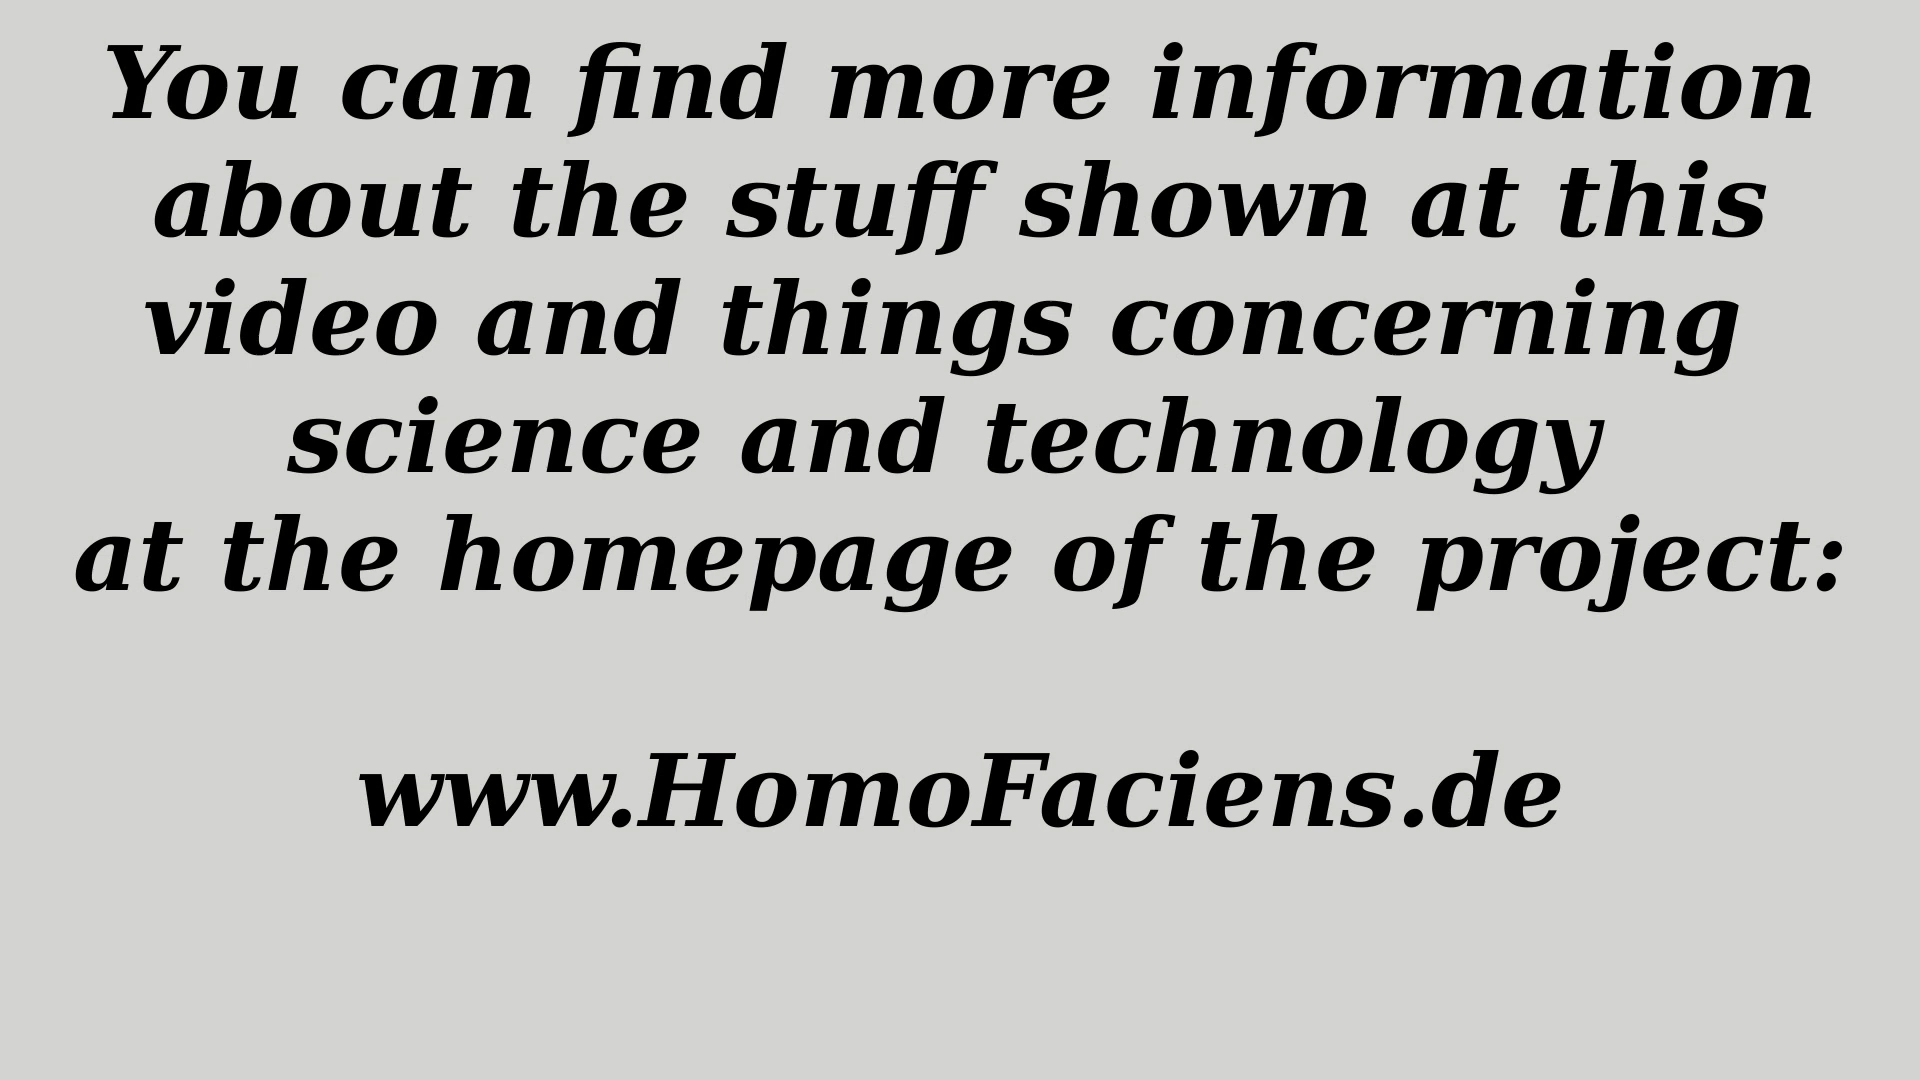 You can find more information
about the stuff shown at this
video and things concerning
science and technology
at the homepage of the project:
www.HomoFaciens.de